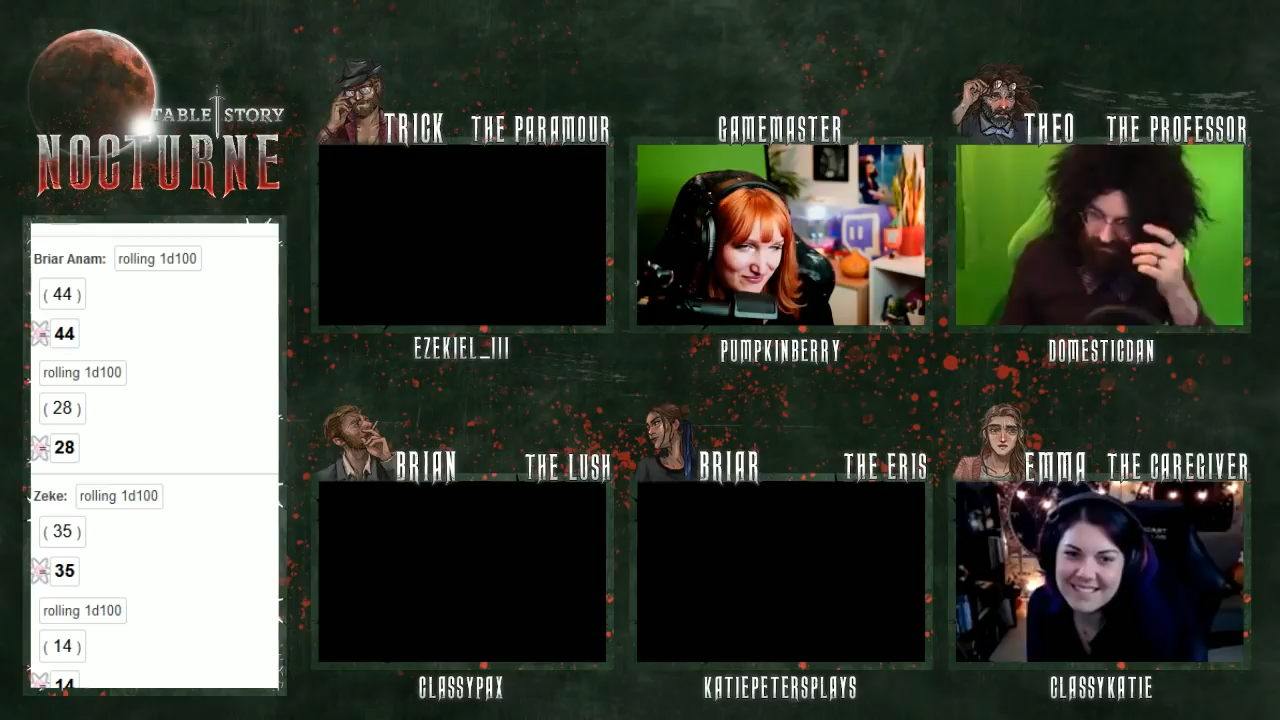 TABLE STORY
NOCTURNE
Briar Anam: rolling 1d100
( 44 )
= 44
rolling 1d100
( 28 )
= 28
Zeke: rolling 1d100
( 35 )
= 35
rolling 1d100
( 14 )
= 14
TRICK THE PARAMOUR
EZEKIEL_III
GAMEMASTER
PUMPKINBERRY
THEO THE PROFESSOR
DOMESTICDAN
BRIAN THE LUSH
CLASSYPAX
BRIAR THE ERIS
KATIEPETERSPLAYS
EMMA THE CAREGIVER
CLASSYKATIE